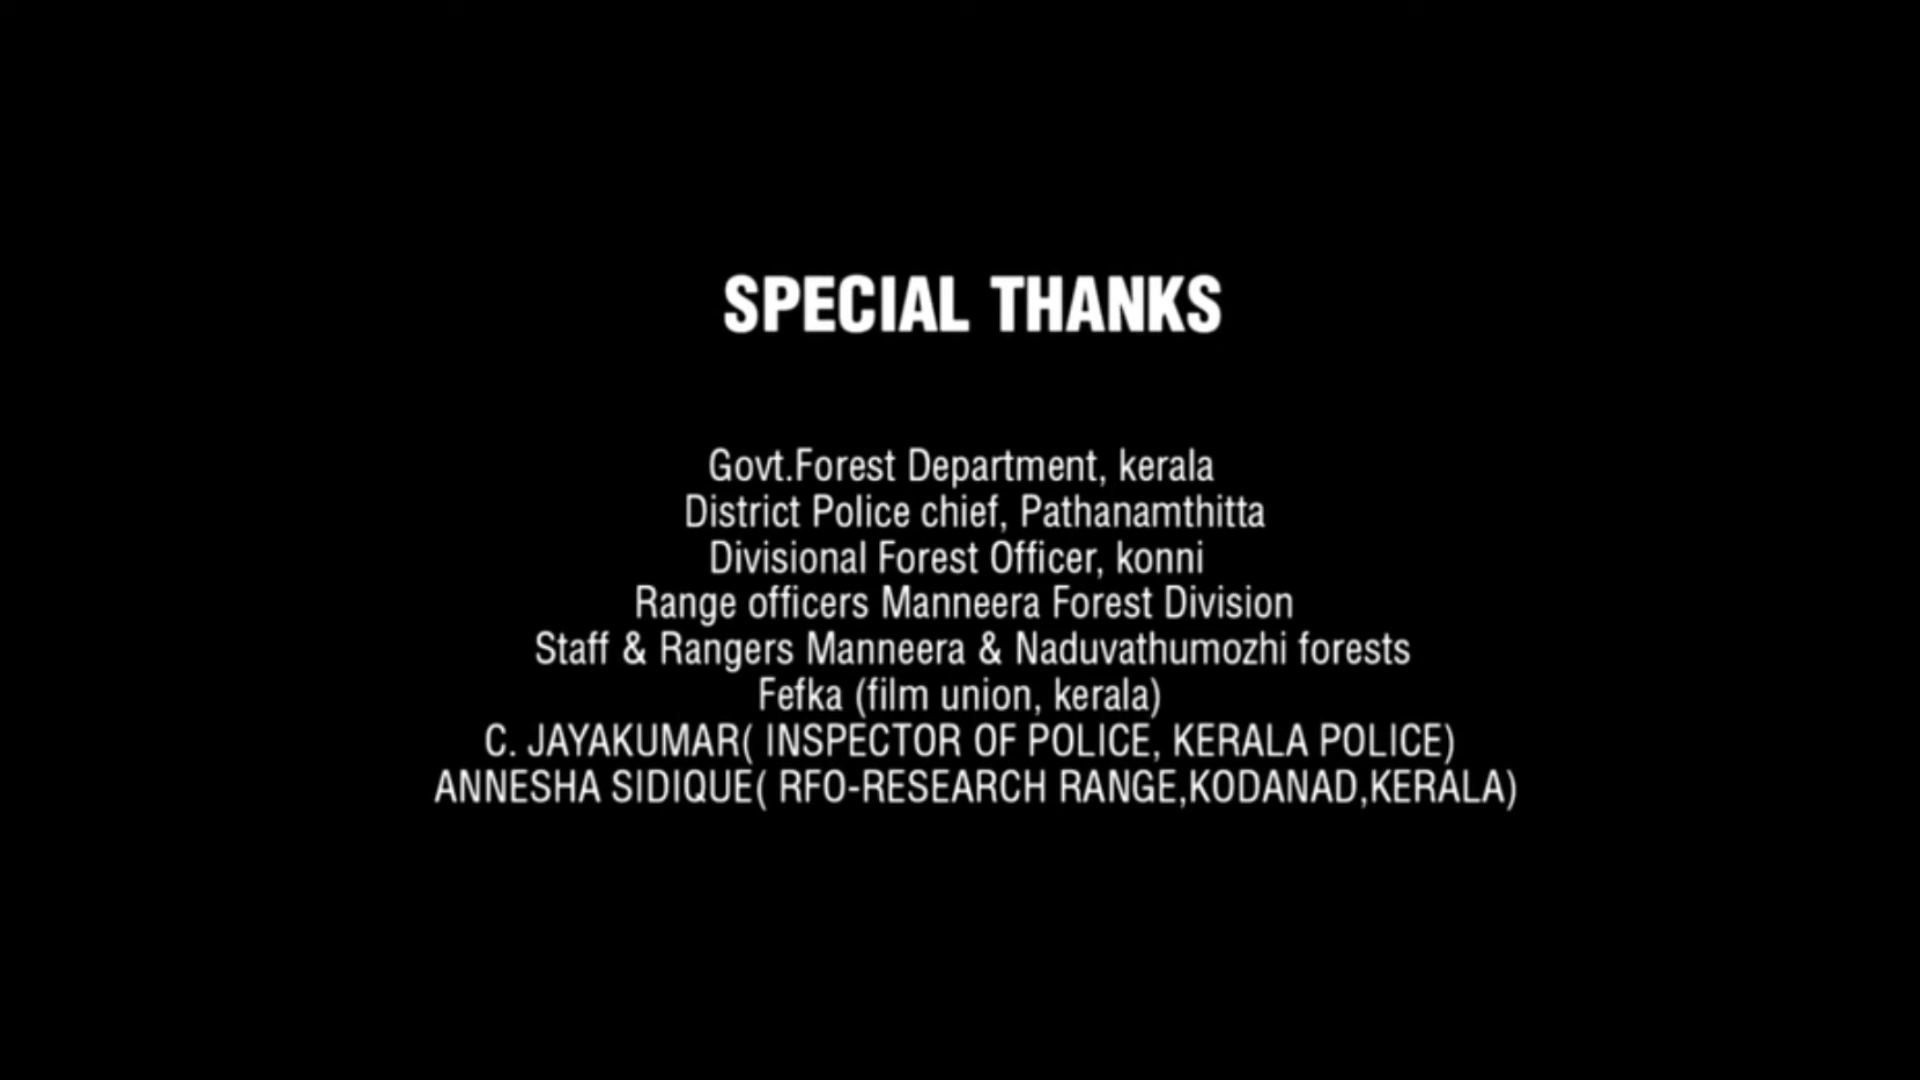 SPECIAL THANKS
Govt.Forest Department, kerala
District Police chief, Pathanamthitta
Divisional Forest Officer, konni
Range officers Manneera Forest Division
Staff & Rangers Manneera & Naduvathumozhi forests
Fefka (film union, kerala)
C. JAYAKUMAR( INSPECTOR OF POLICE, KERALA POLICE)
ANNESHA SIDIQUE( RFO-RESEARCH RANGE,KODANAD,KERALA)